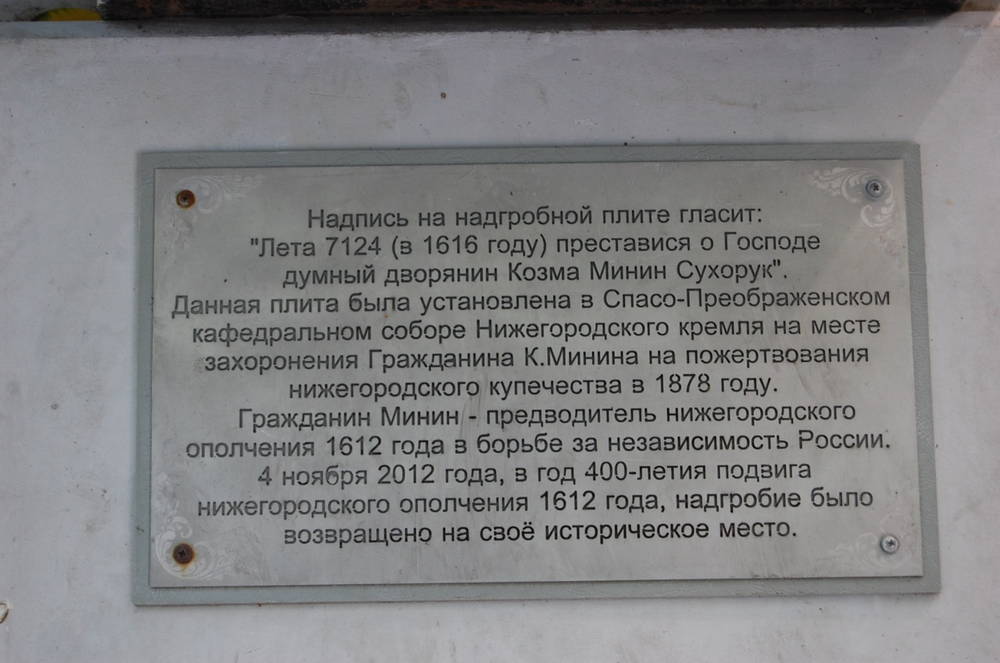 Надпись на надгробной плите гласит:
"Лета 7124 (в 1616 году) преставися о Господе
думный дворянин Козма Минин Сухорук".
Данная плита была установлена в Спасо-Преображенском
кафедральном соборе Нижегородского кремля на месте
захоронения Гражданина К.Минина на пожертвования
нижегородского купечества в 1878 году.
Гражданин Минин - предводитель нижегородского
ополчения 1612 года в борьбе за независимость России.
4 ноября 2012 года, в год 400-летия подвига
нижегородского ополчения 1612 года, надгробие было
возвращено на своё историческое место.